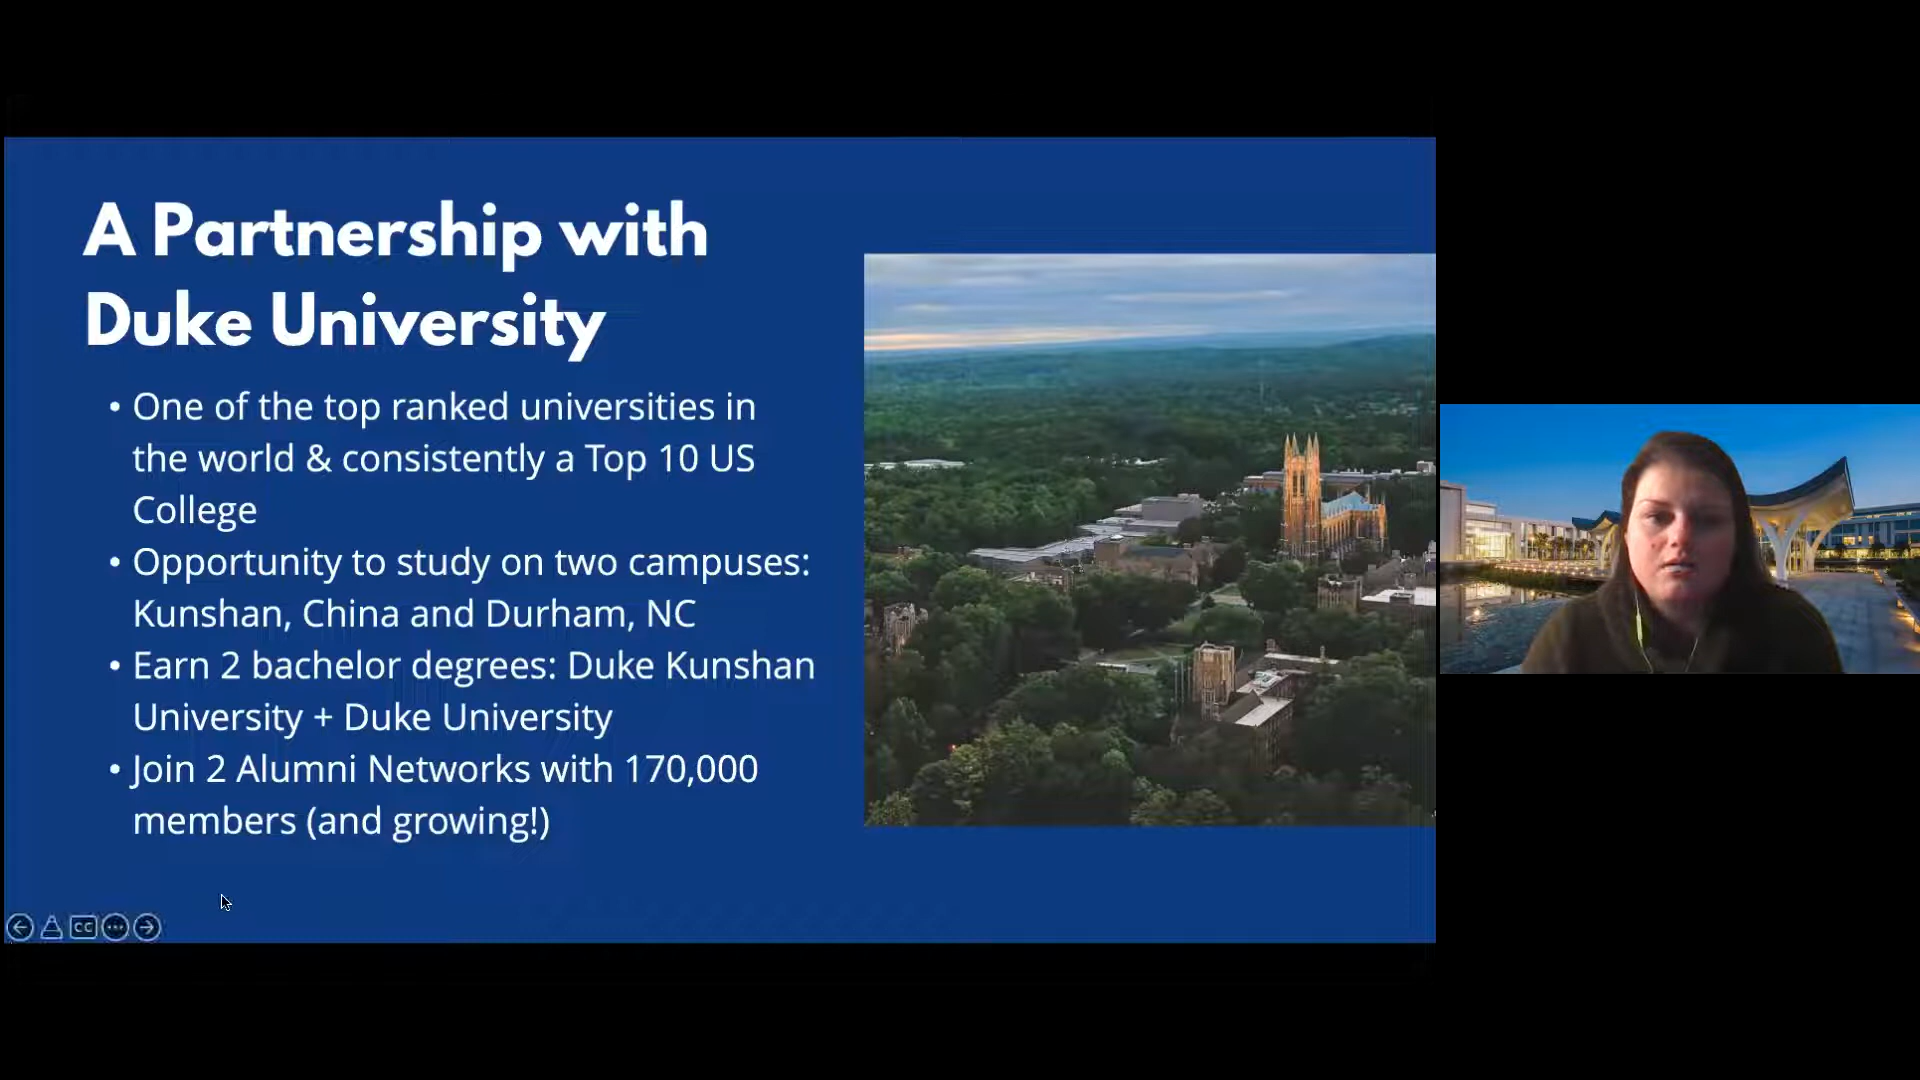 A Partnership with
Duke University
• One of the top ranked universities in
the world & consistently a Top 10 US
College
• Opportunity to study on two campuses:
Kunshan, China and Durham, NC
• Earn 2 bachelor degrees: Duke Kunshan
University + Duke University
• Join 2 Alumni Networks with 170,000
members (and growing!)
CC